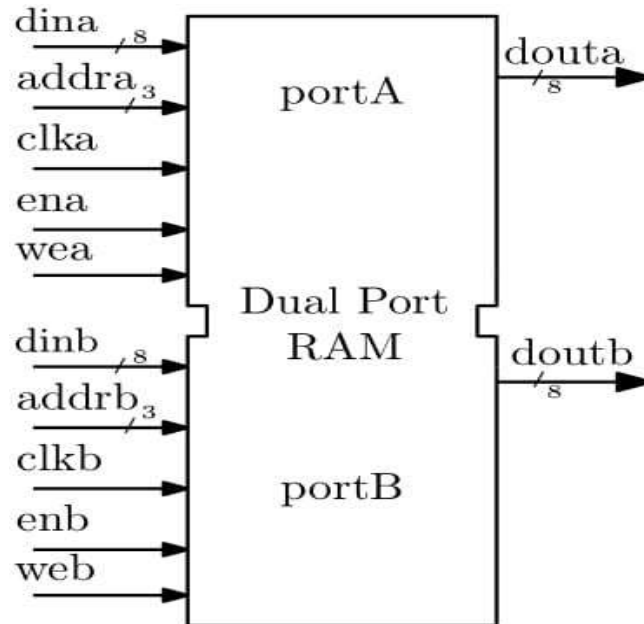 dina
8
addra
3
clka
ena
wea
portA
douta
8
Dual Port
RAM
dinb
8
addrb
3
clkb
enb
web
portB
doutb
8